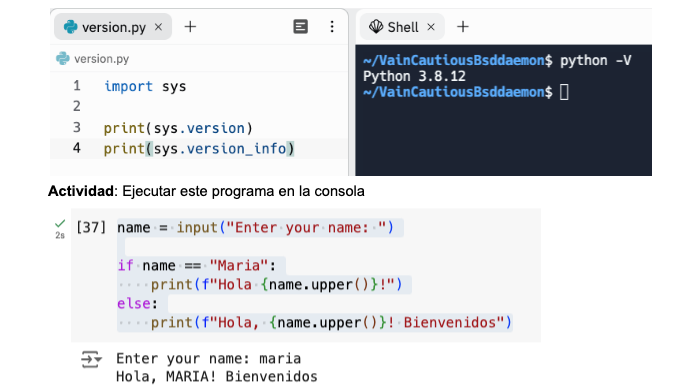 version.py × +
Shell × +
version.py
1 import sys
2
3 print(sys.version)
4 print(sys.version_info)
~/VainCautiousBsddaemon$ python -V
Python 3.8.12
~/VainCautiousBsddaemon$
Actividad: Ejecutar este programa en la consola
2s [37] name = input("Enter your name: ")
if name == "Maria":
    print(f"Hola {name.upper()}!")
else:
    print(f"Hola, {name.upper()}! Bienvenidos")
Enter your name: maria
Hola, MARIA! Bienvenidos